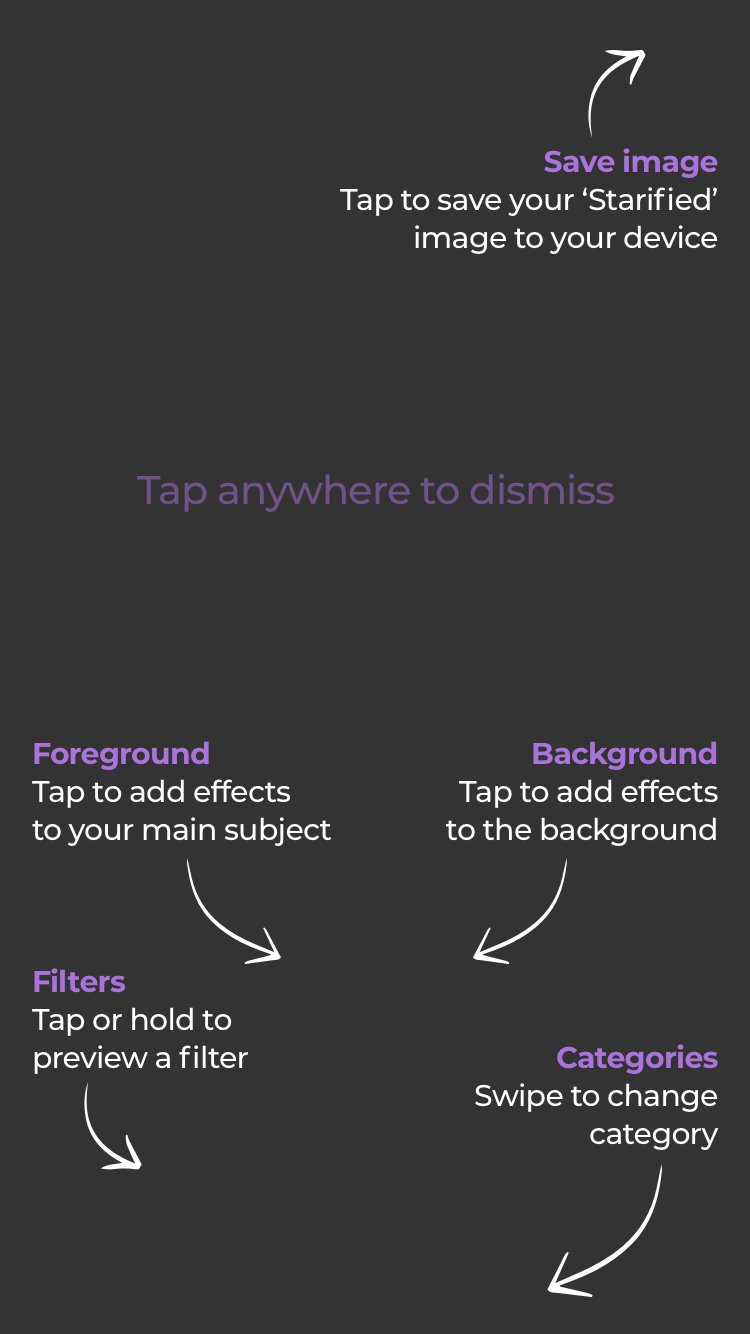 Save image
Tap to save your ‘Starified’
image to your device
Tap anywhere to dismiss
Foreground
Tap to add effects
to your main subject
Background
Tap to add effects
to the background
Filters
Tap or hold to
preview a filter
Categories
Swipe to change
category